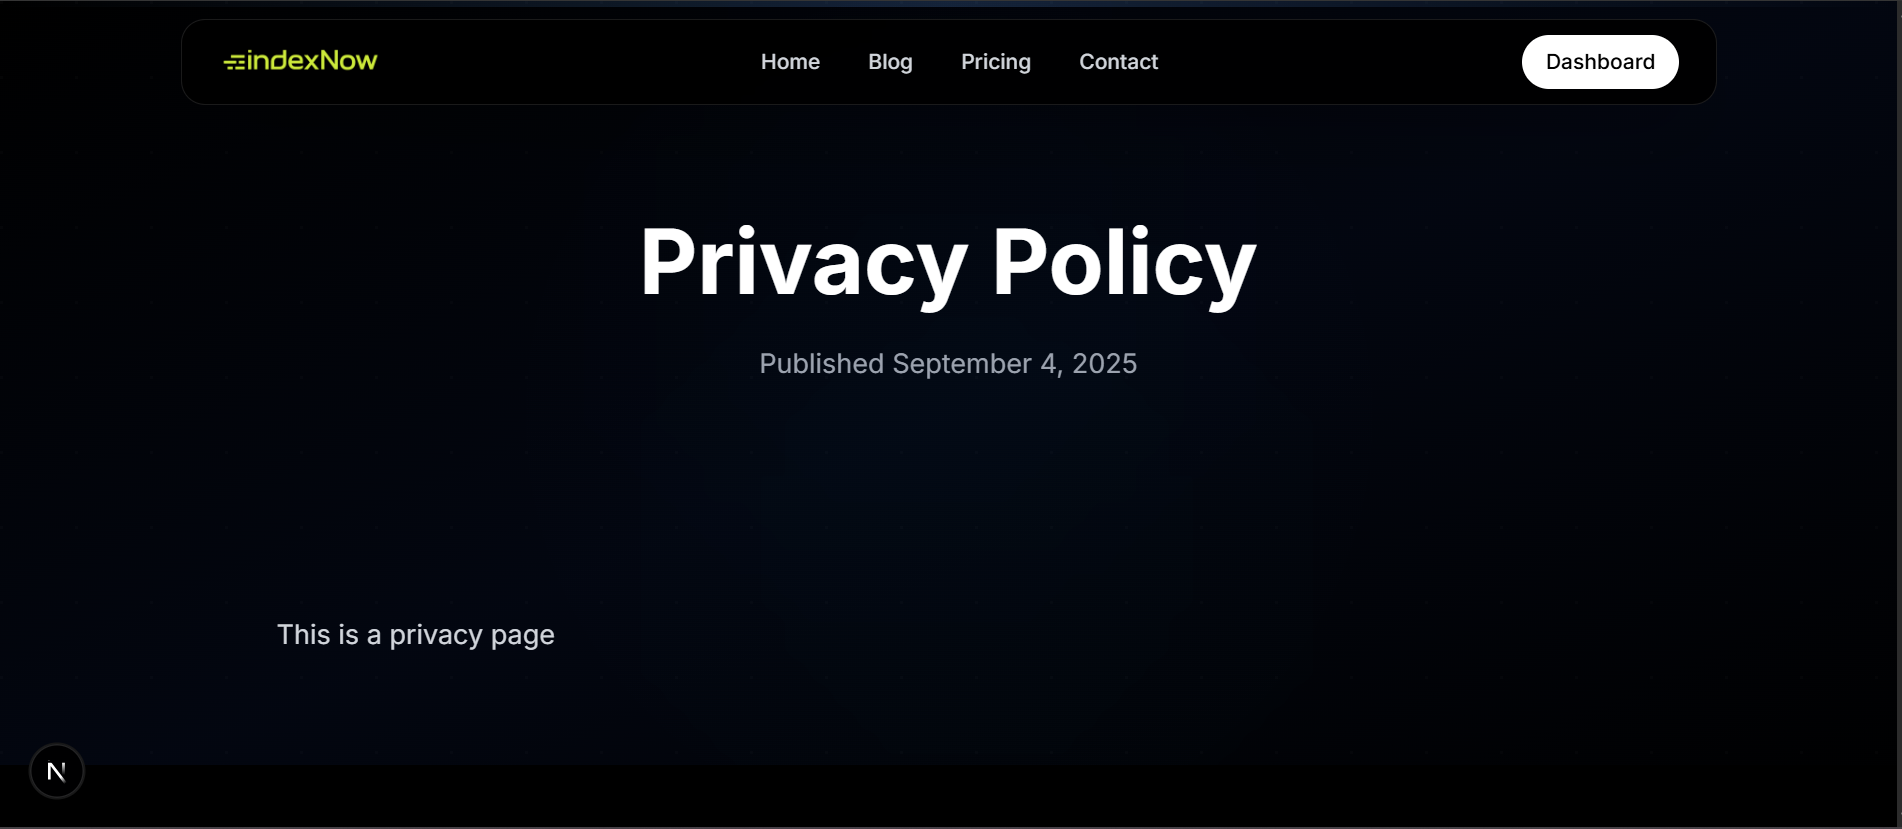 indexNow
Home Blog Pricing Contact Dashboard
Privacy Policy
Published September 4, 2025
This is a privacy page
N